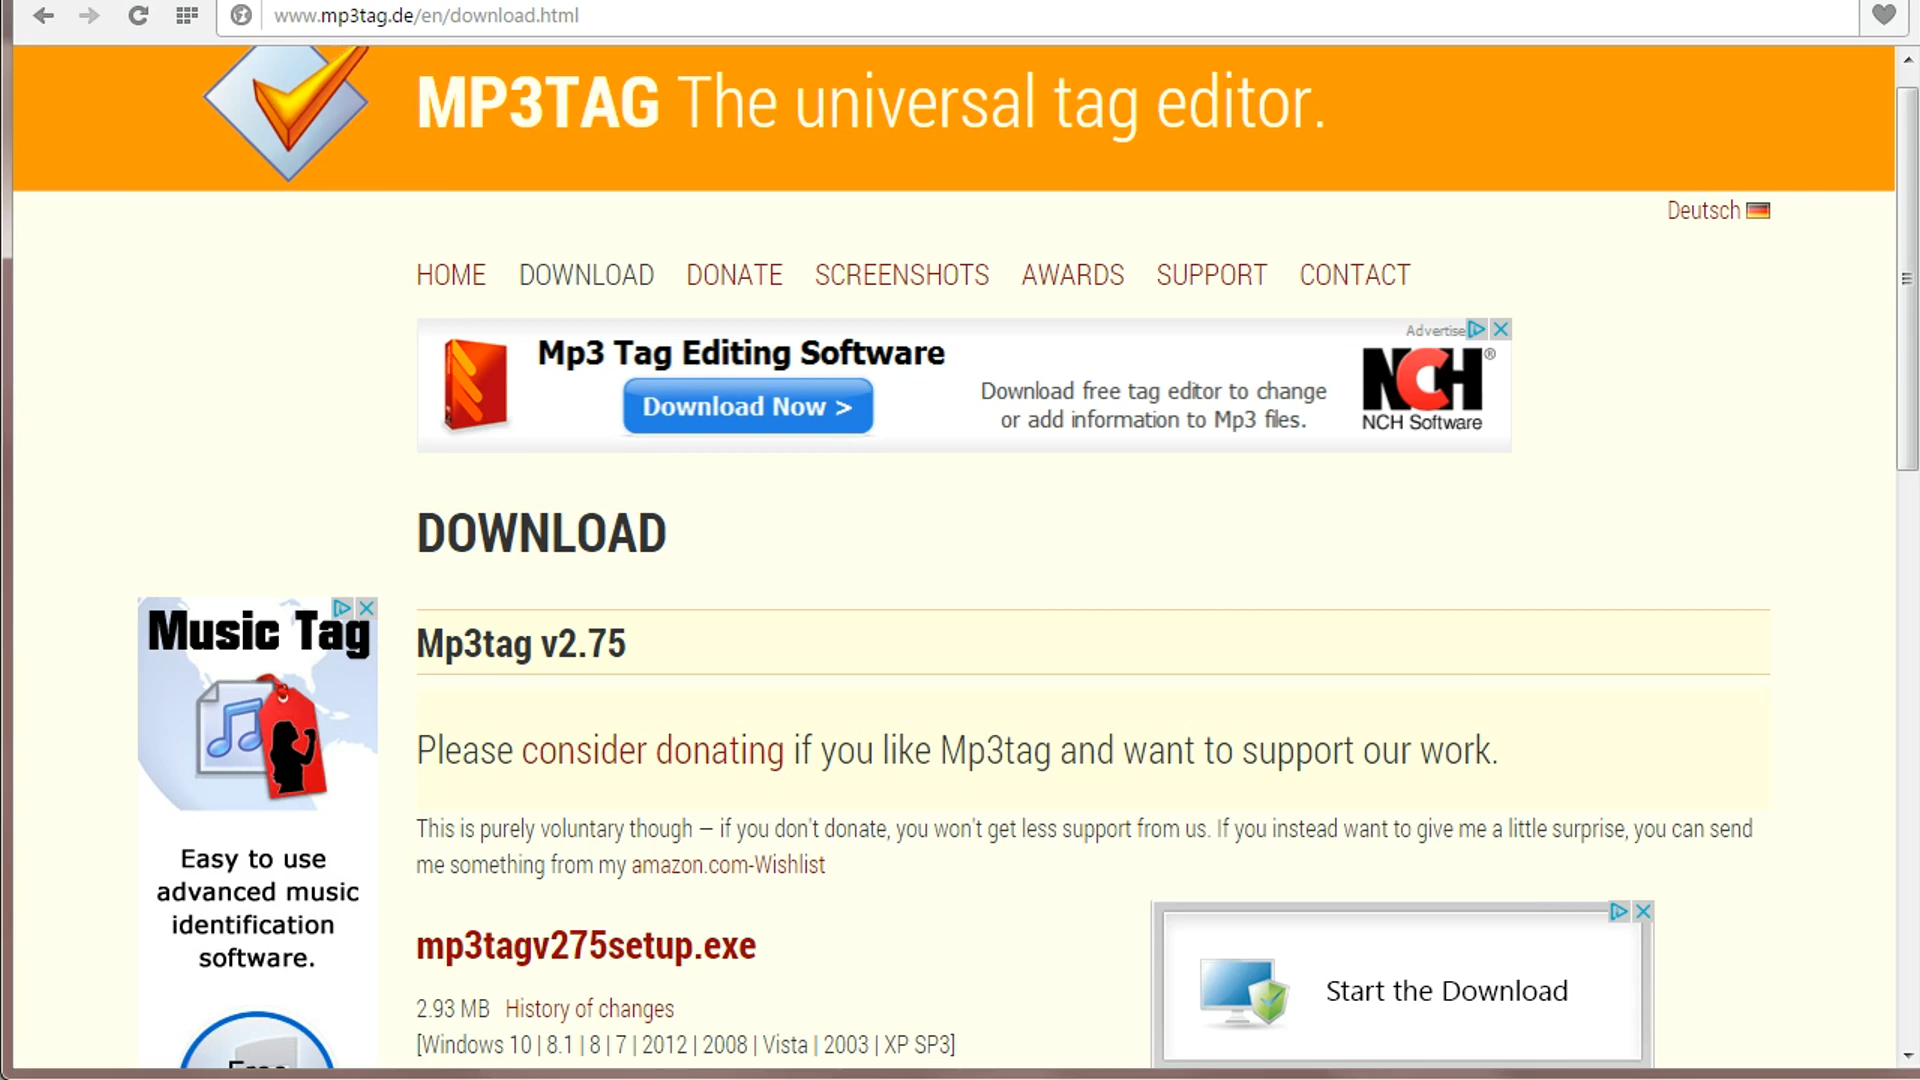 www.mp3tag.de/en/download.html
MP3TAG The universal tag editor.
Deutsch
HOME DOWNLOAD DONATE SCREENSHOTS AWARDS SUPPORT CONTACT
Mp3 Tag Editing Software
Download Now >
Download free tag editor to change
or add information to Mp3 files.
Advertise
NCH®
NCH Software
DOWNLOAD
Music Tag
Easy to use
advanced music
identification
software.
Mp3tag v2.75
Please consider donating if you like Mp3tag and want to support our work.
This is purely voluntary though — if you don't donate, you won't get less support from us. If you instead want to give me a little surprise, you can send
me something from my amazon.com-Wishlist
mp3tagv275setup.exe
2.93 MB History of changes
[Windows 10 | 8.1 | 8 | 7 | 2012 | 2008 | Vista | 2003 | XP SP3]
Start the Download